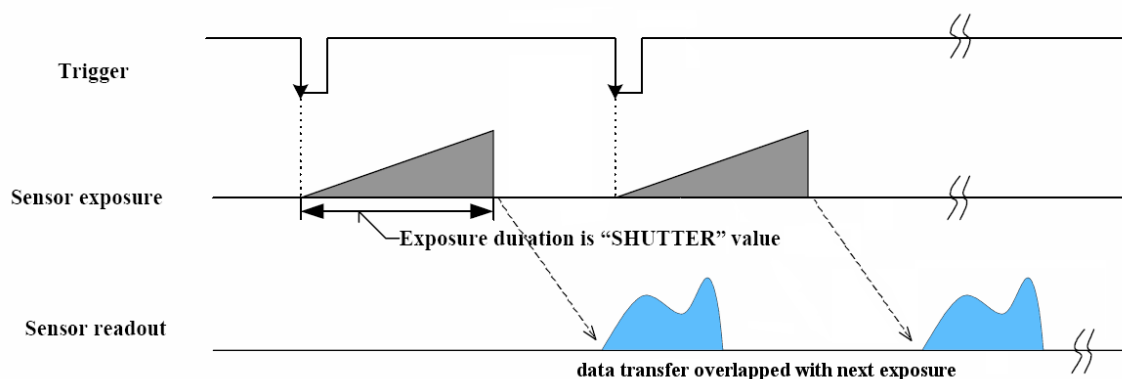 Trigger
Sensor exposure
Exposure duration is “SHUTTER” value
Sensor readout
data transfer overlapped with next exposure